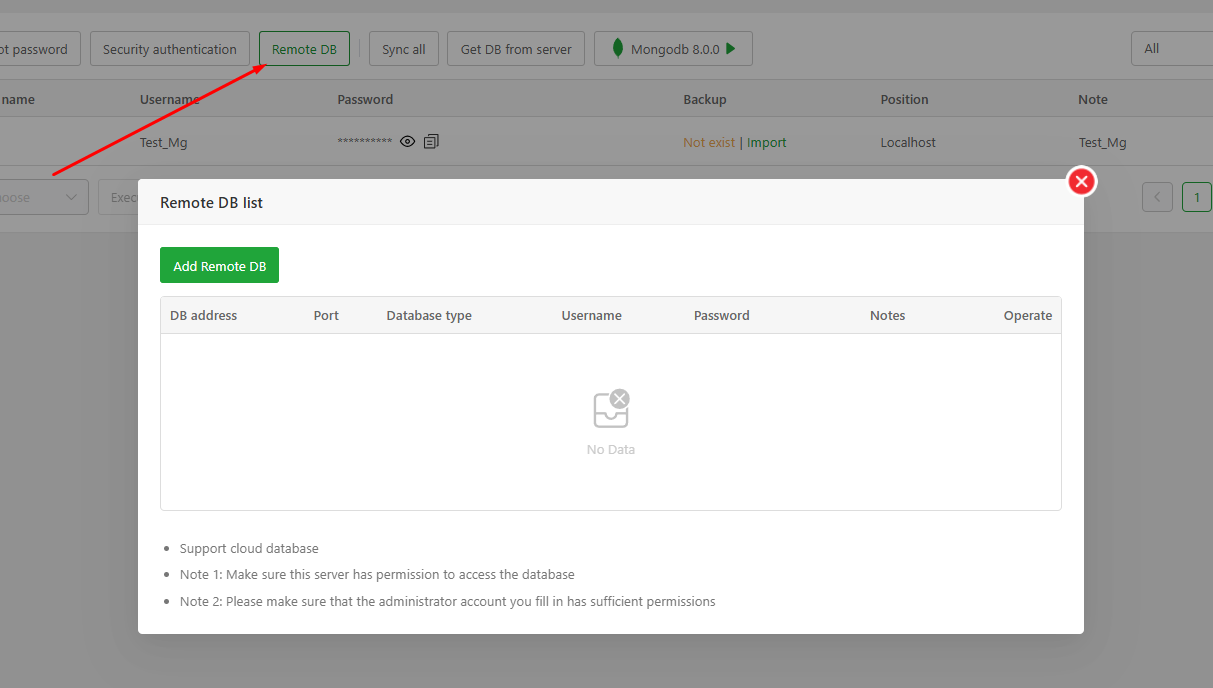 ot password Security authentication Remote DB Sync all Get DB from server Mongodb 8.0.0 All
name Username Password Backup Position Note
Test_Mg ********** Not exist | Import Localhost Test_Mg
oose Exec 1
Remote DB list
Add Remote DB
DB address Port Database type Username Password Notes Operate
No Data
Support cloud database
Note 1: Make sure this server has permission to access the database
Note 2: Please make sure that the administrator account you fill in has sufficient permissions